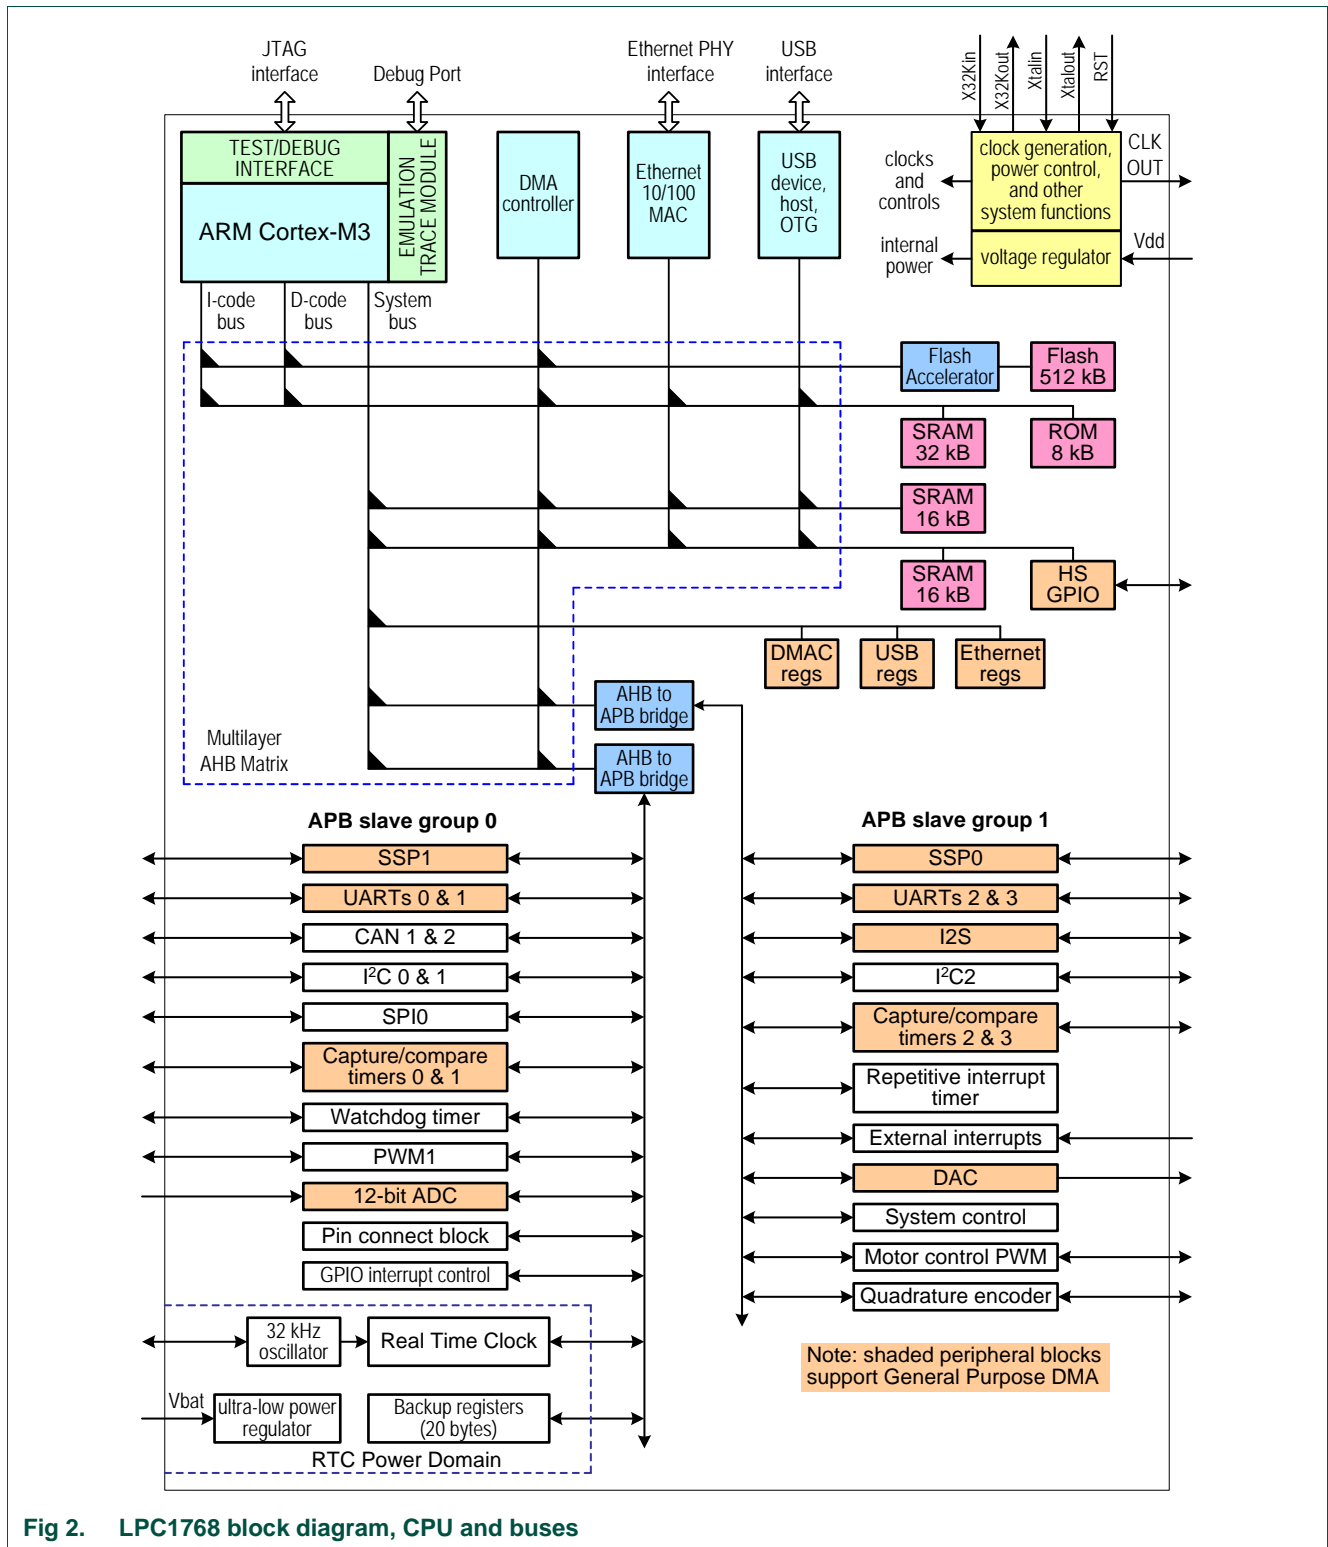 JTAG
interface
Debug Port
Ethernet PHY
interface
USB
interface
X32Kin
X32Kout
Xtalin
Xtalout
RST
TEST/DEBUG
INTERFACE
EMULATION
TRACE MODULE
ARM Cortex-M3
DMA
controller
Ethernet
10/100
MAC
USB
device,
host,
OTG
clocks
and
controls
clock generation,
power control,
and other
system functions
CLK
OUT
internal
power
voltage regulator
Vdd
I-code
bus
D-code
bus
System
bus
Flash
Accelerator
Flash
512 kB
SRAM
32 kB
ROM
8 kB
SRAM
16 kB
SRAM
16 kB
HS
GPIO
DMAC
regs
USB
regs
Ethernet
regs
AHB to
APB bridge
Multilayer
AHB Matrix
AHB to
APB bridge
APB slave group 0
SSP1
UARTs 0 & 1
CAN 1 & 2
I²C 0 & 1
SPI0
Capture/compare
timers 0 & 1
Watchdog timer
PWM1
12-bit ADC
Pin connect block
GPIO interrupt control
APB slave group 1
SSP0
UARTs 2 & 3
I2S
I²C2
Capture/compare
timers 2 & 3
Repetitive interrupt
timer
External interrupts
DAC
System control
Motor control PWM
Quadrature encoder
32 kHz
oscillator
Real Time Clock
Vbat
ultra-low power
regulator
Backup registers
(20 bytes)
RTC Power Domain
Note: shaded peripheral blocks
support General Purpose DMA
Fig 2. LPC1768 block diagram, CPU and buses